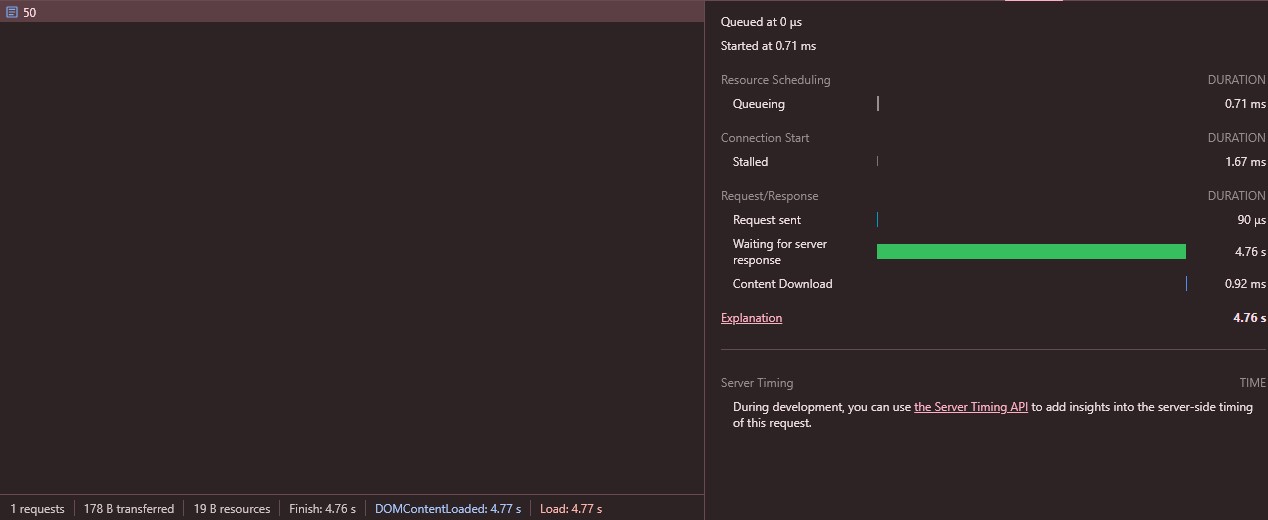 50
Queued at 0 μs
Started at 0.71 ms
Resource Scheduling DURATION
Queueing 0.71 ms
Connection Start DURATION
Stalled 1.67 ms
Request/Response DURATION
Request sent 90 μs
Waiting for server
response 4.76 s
Content Download 0.92 ms
Explanation 4.76 s
Server Timing TIME
During development, you can use the Server Timing API to add insights into the server-side timing
of this request.
1 requests 178 B transferred 19 B resources Finish: 4.76 s DOMContentLoaded: 4.77 s Load: 4.77 s